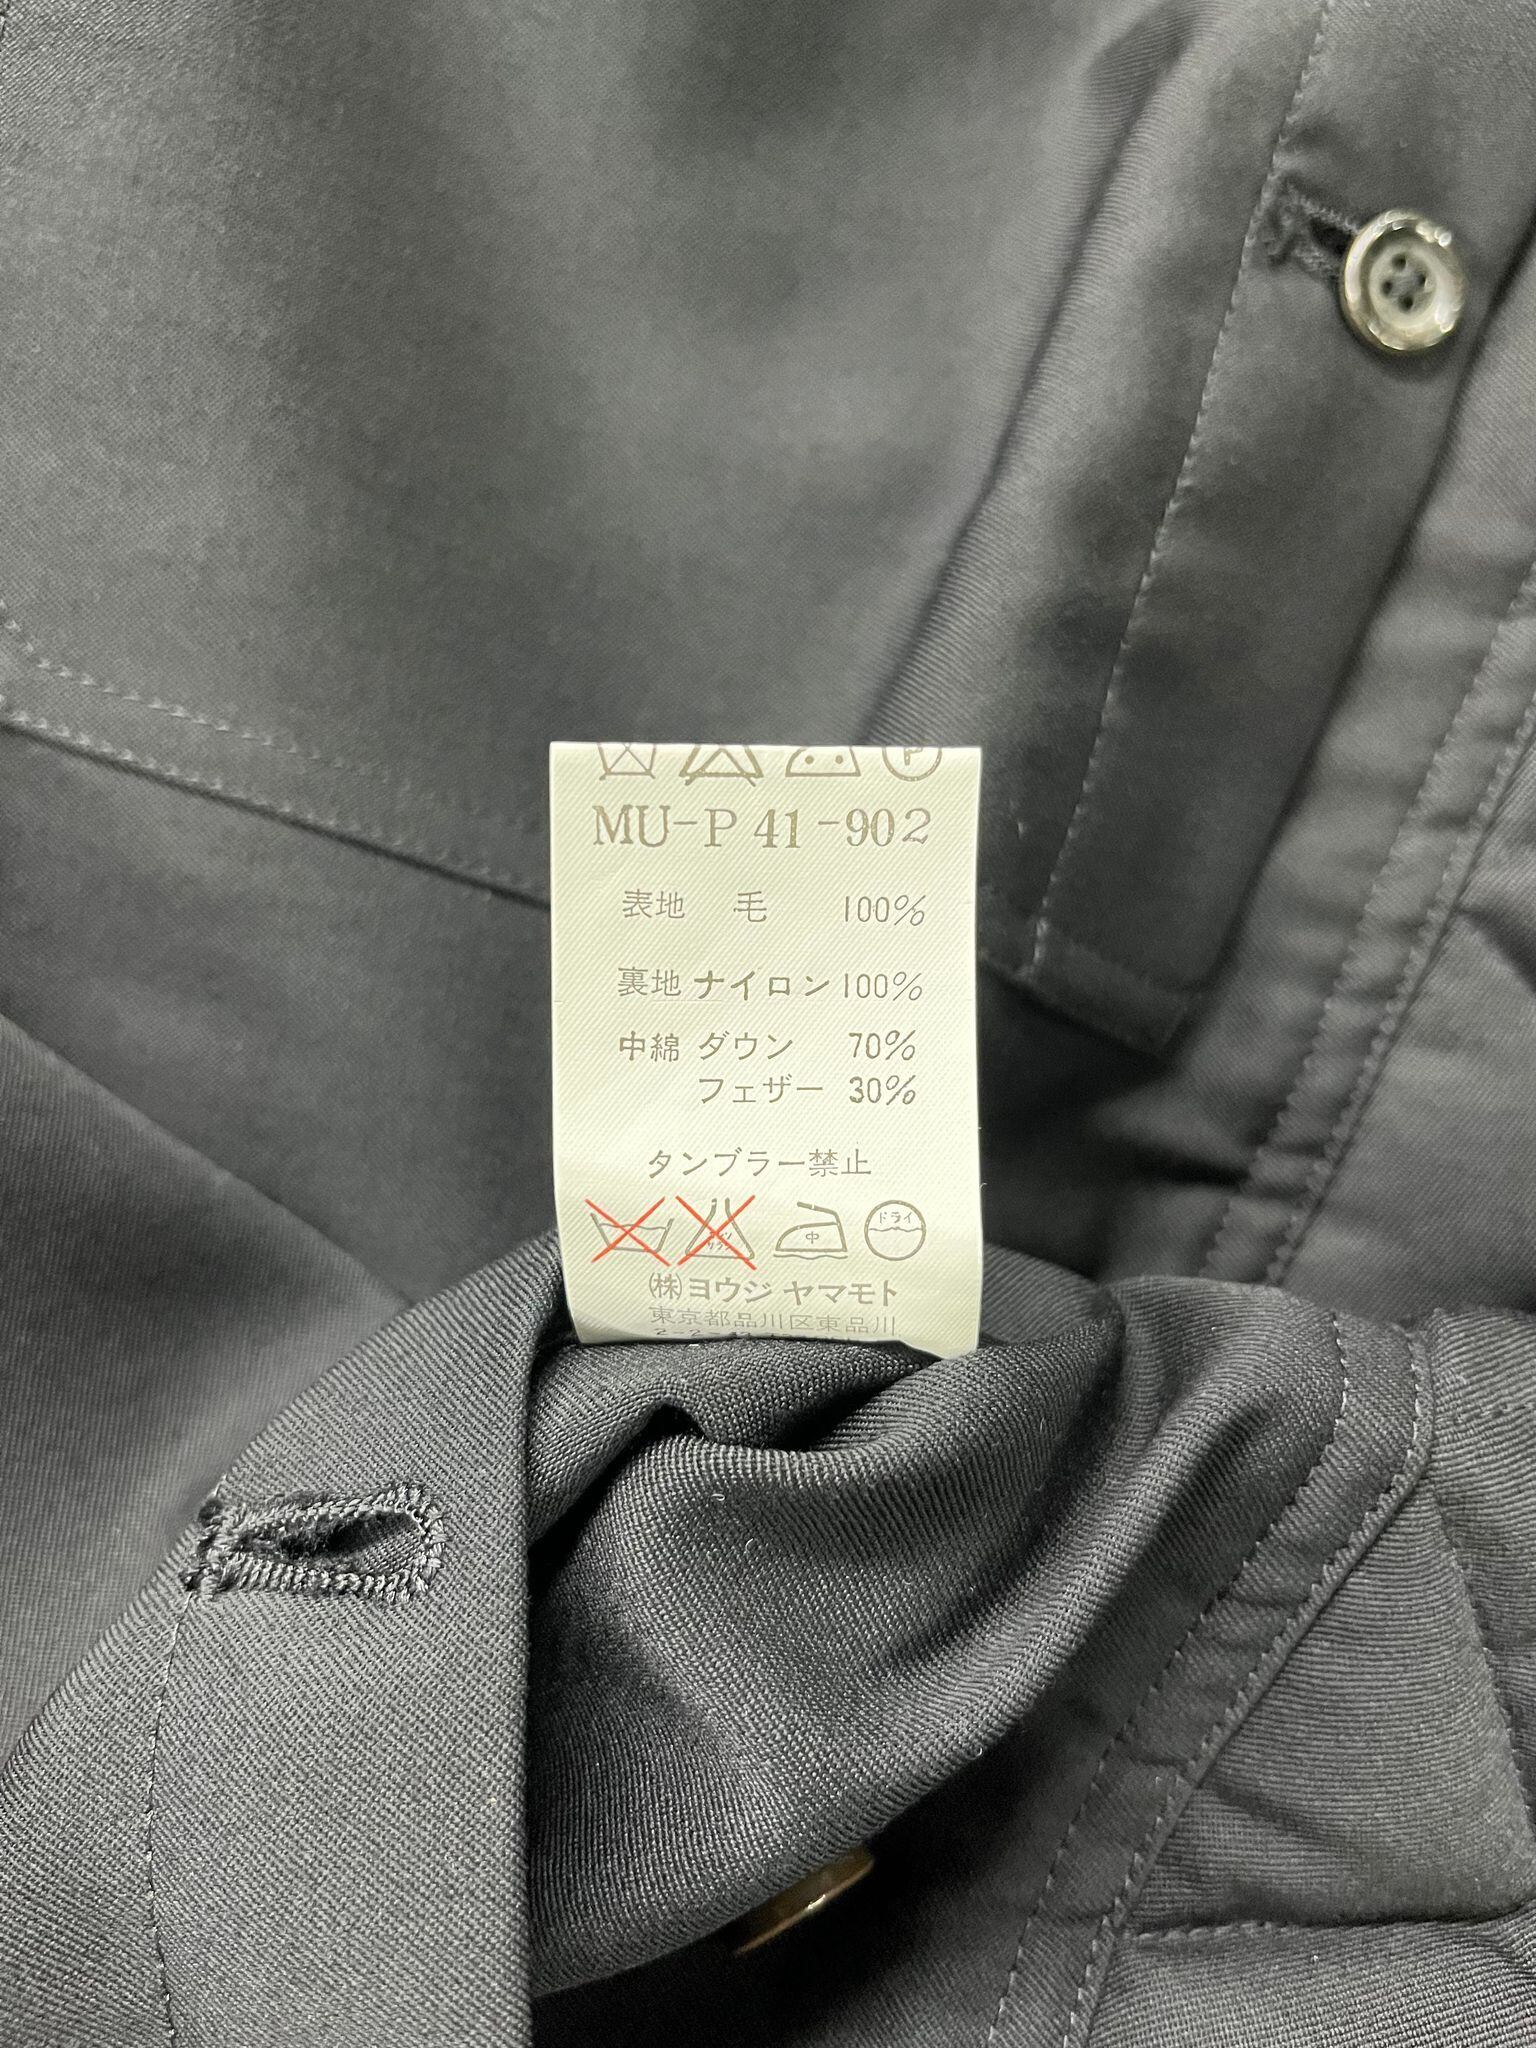 P
MU-P 41-902
表地 毛 100%
裏地 ナイロン 100%
中綿 ダウン 70%
フェザー 30%
タンブラー禁止
中 ドライ
㈱ヨウジ ヤマモト
東京都品川区東品川